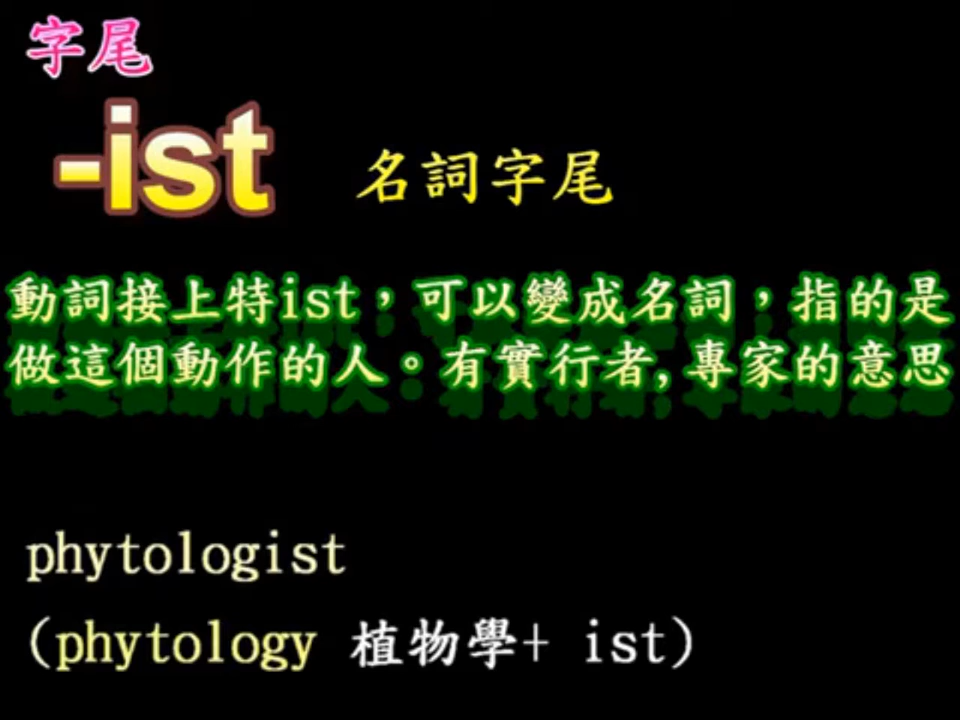 字尾
-ist 名詞字尾
動詞接上特ist，可以變成名詞，指的是
做這個動作的人。有實行者,專家的意思
phytologist
(phytology 植物學+ ist)